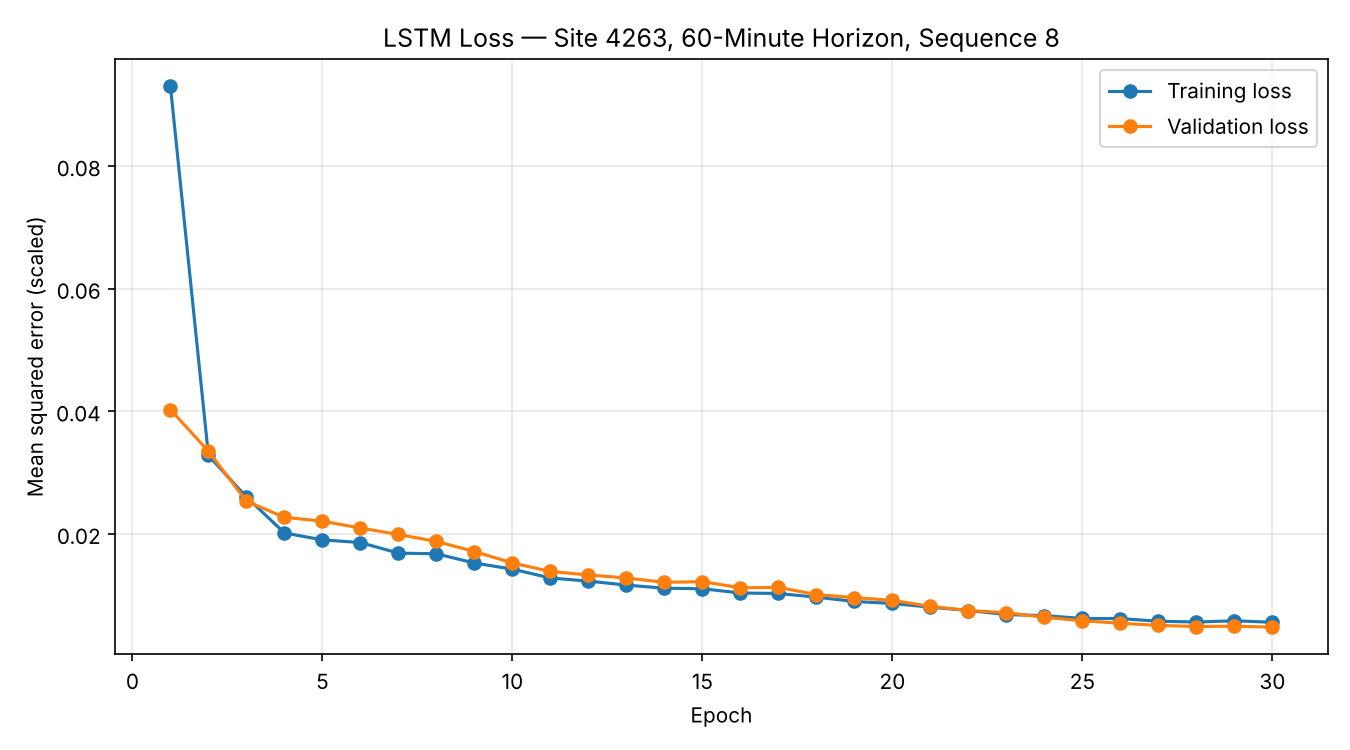 LSTM Loss — Site 4263, 60-Minute Horizon, Sequence 8
Training loss
Validation loss
Mean squared error (scaled)
0.08
0.06
0.04
0.02
0 5 10 15 20 25 30
Epoch